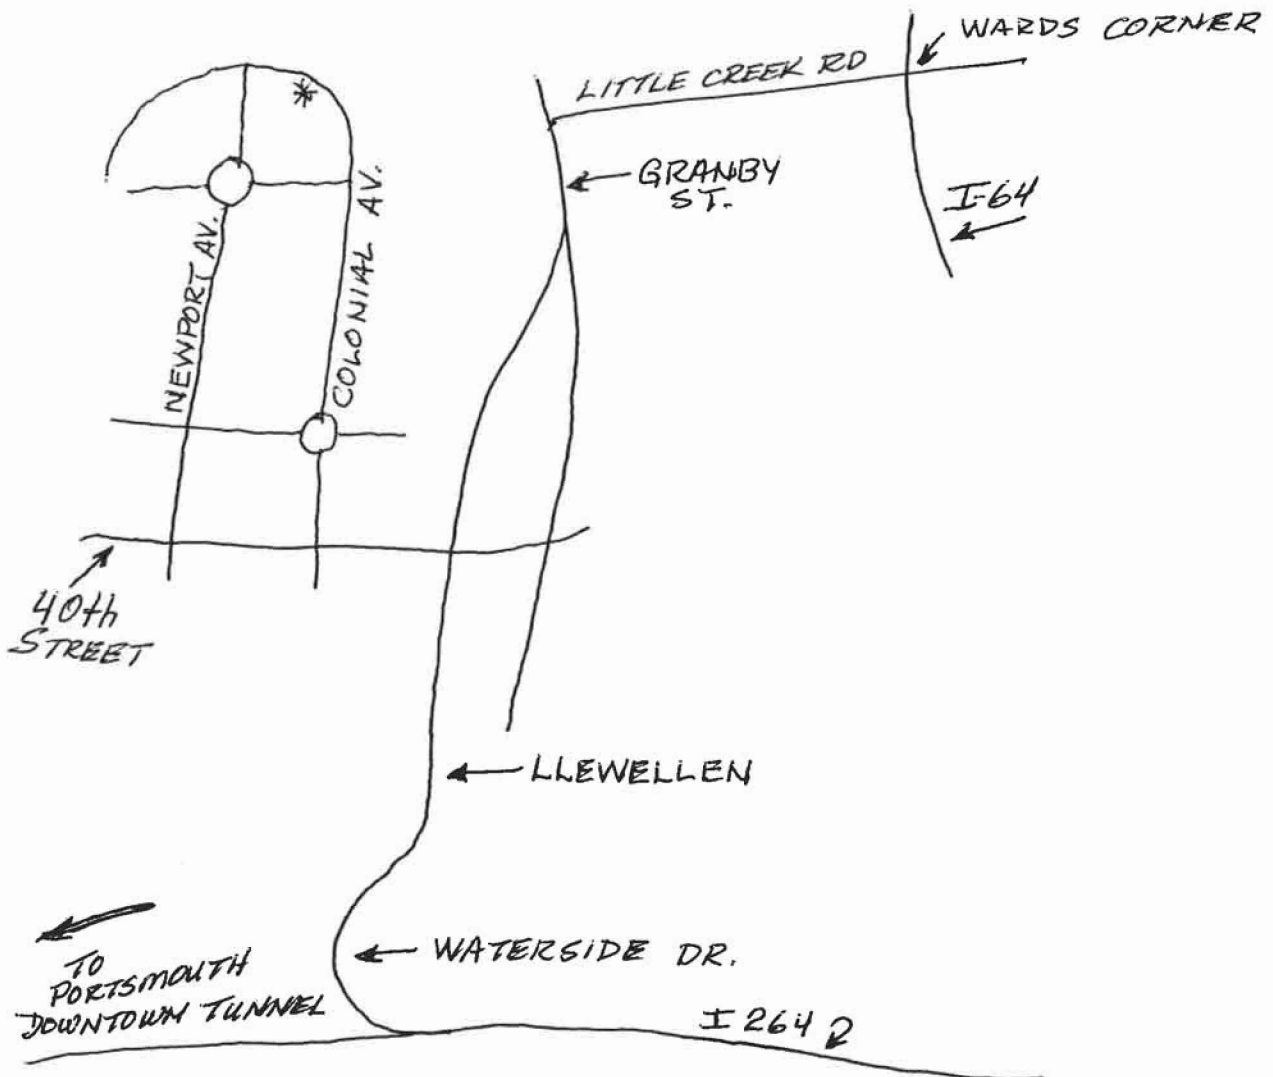 WARDS CORNER
LITTLE CREEK RD
*
GRANBY
ST.
I-64
NEWPORT AV.
COLONIAL AV.
40th
STREET
LLEWELLEN
WATERSIDE DR.
TO
PORTSMOUTH
DOWNTOWN TUNNEL
I 264